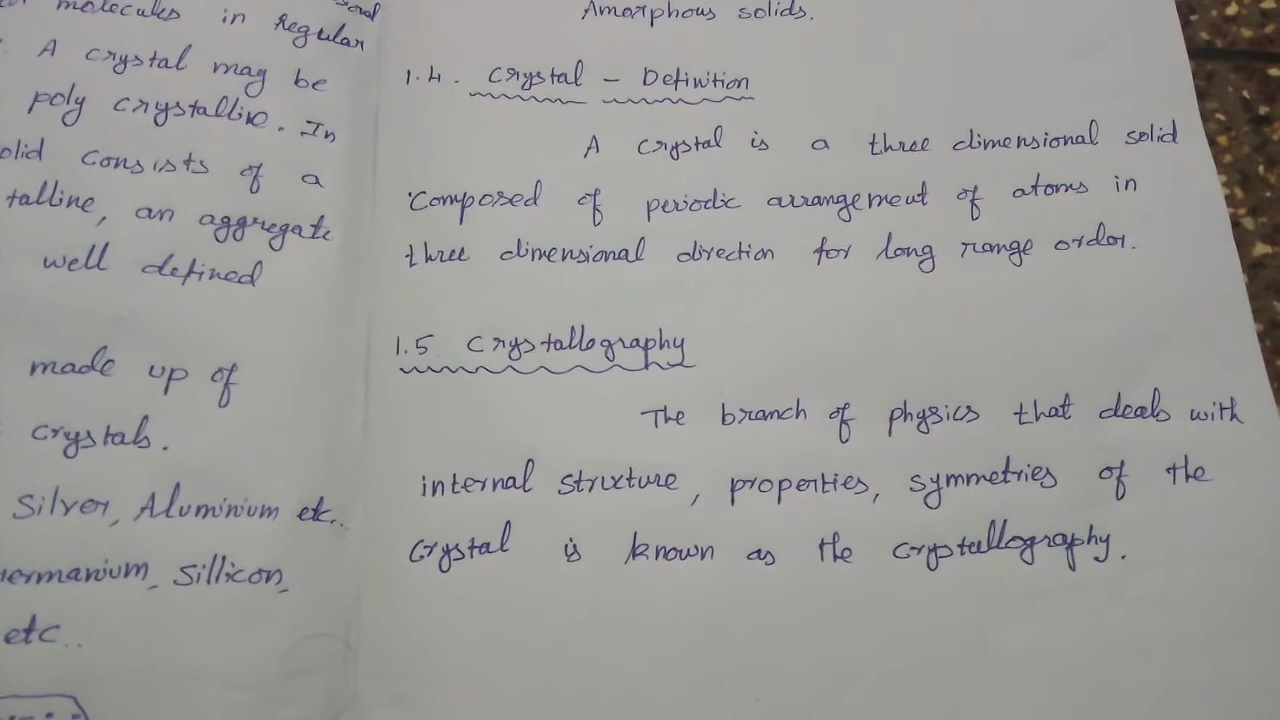 molecules in Regular
A crystal may be
poly crystalline. In
olid consists of a
talline, an aggregate
well defined
made up of
crystals.
Silver, Aluminium etc..
ermanium, Sillicon,
etc..
Amorphous solids.
1.4. Crystal - Definition
A crystal is a three dimensional solid
composed of periodic arrangement of atoms in
three dimensional direction for long range order.
1.5 Crystallography
The branch of physics that deals with
internal structure, properties, symmetries of the
crystal is known as the crystallography.